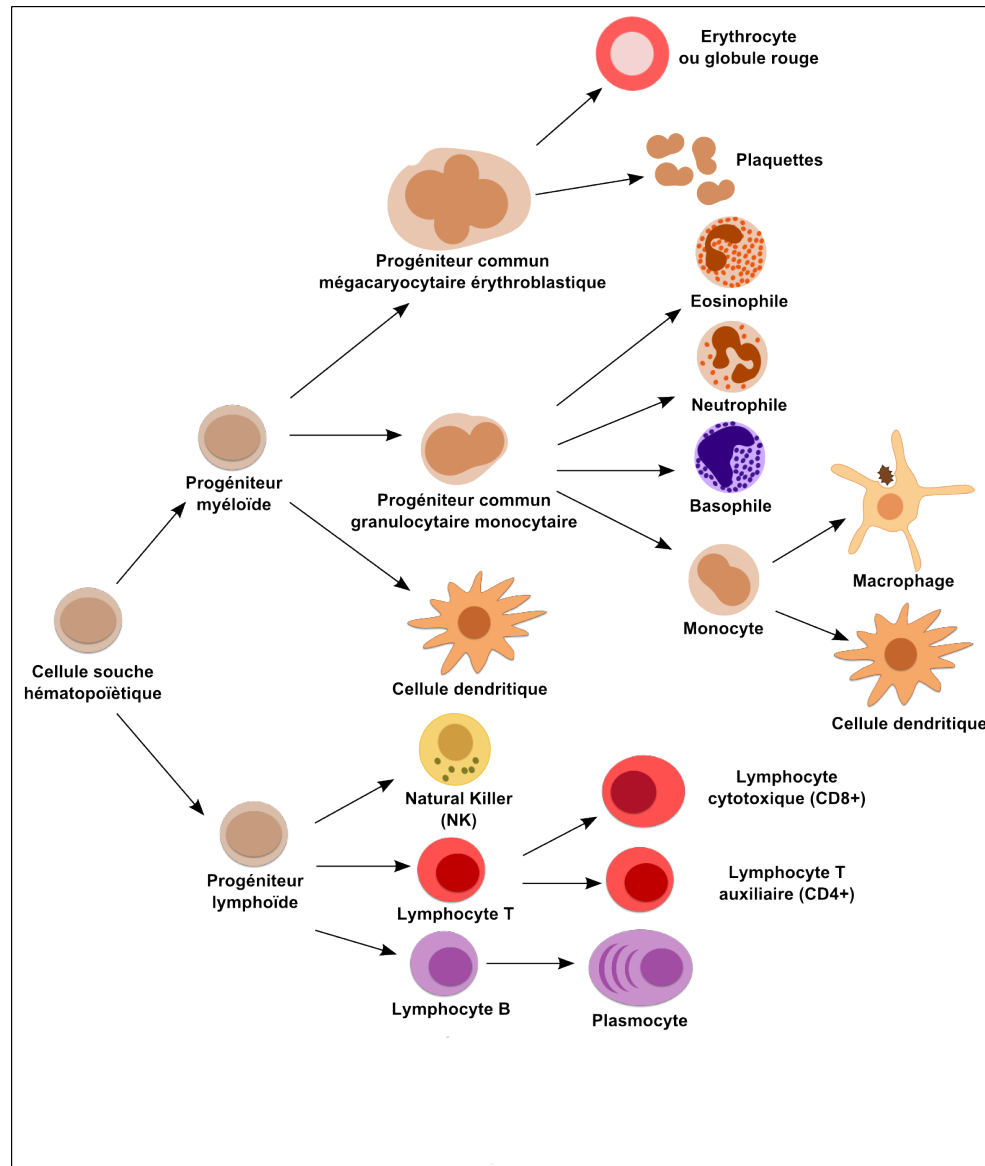 Erythrocyte
ou globule rouge
Plaquettes
Progéniteur commun
mégacaryocytaire érythroblastique
Eosinophile
Neutrophile
Progéniteur
myéloïde
Progéniteur commun
granulocytaire monocytaire
Basophile
Macrophage
Monocyte
Cellule souche
hématopoïètique
Cellule dendritique
Cellule dendritique
Natural Killer
(NK)
Lymphocyte
cytotoxique (CD8+)
Progéniteur
lymphoïde
Lymphocyte T
Lymphocyte T
auxiliaire (CD4+)
Lymphocyte B
Plasmocyte